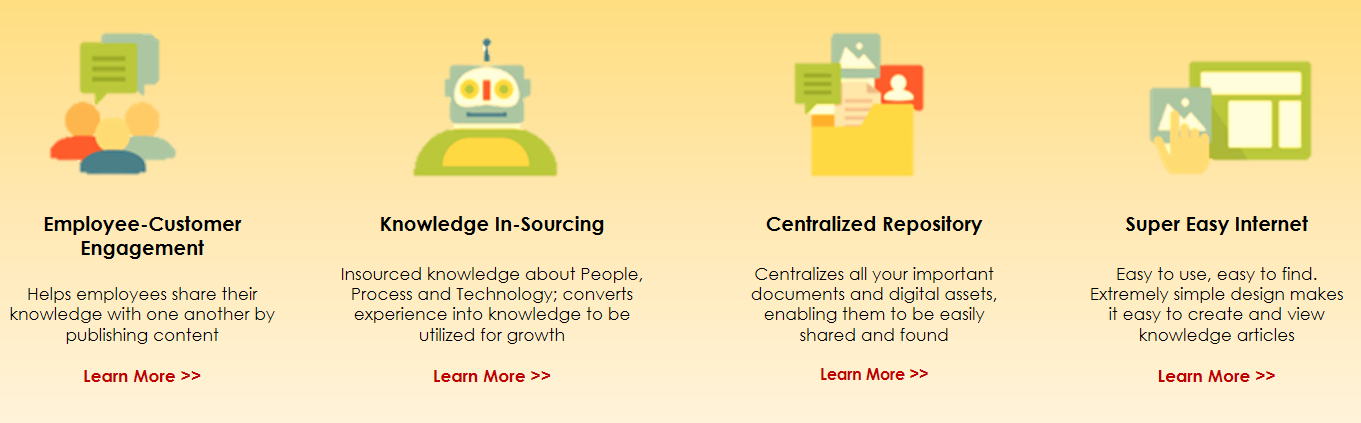 Employee-Customer
Engagement
Helps employees share their
knowledge with one another by
publishing content
Learn More >>
Knowledge In-Sourcing
Insourced knowledge about People,
Process and Technology; converts
experience into knowledge to be
utilized for growth
Learn More >>
Centralized Repository
Centralizes all your important
documents and digital assets,
enabling them to be easily
shared and found
Learn More >>
Super Easy Internet
Easy to use, easy to find.
Extremely simple design makes
it easy to create and view
knowledge articles
Learn More >>